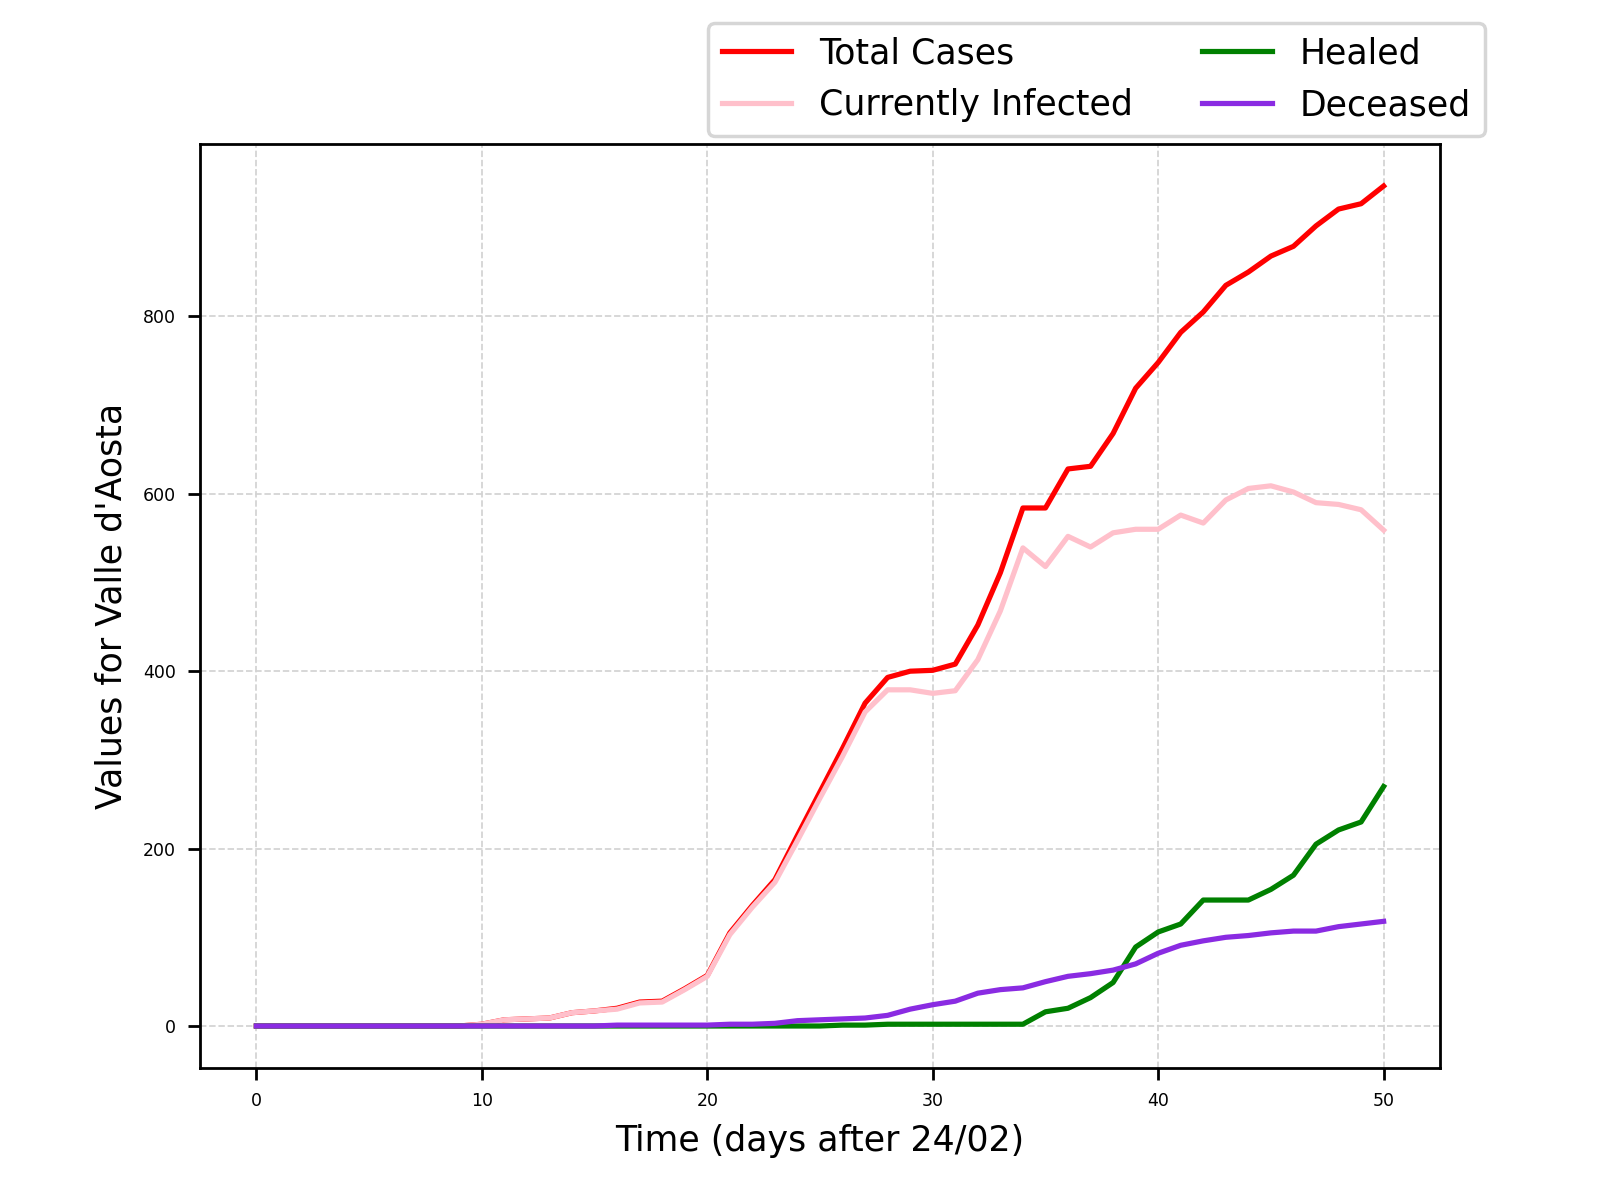 Total Cases
Currently Infected
Healed
Deceased
800
600
400
200
0
Values for Valle d'Aosta
0 10 20 30 40 50
Time (days after 24/02)